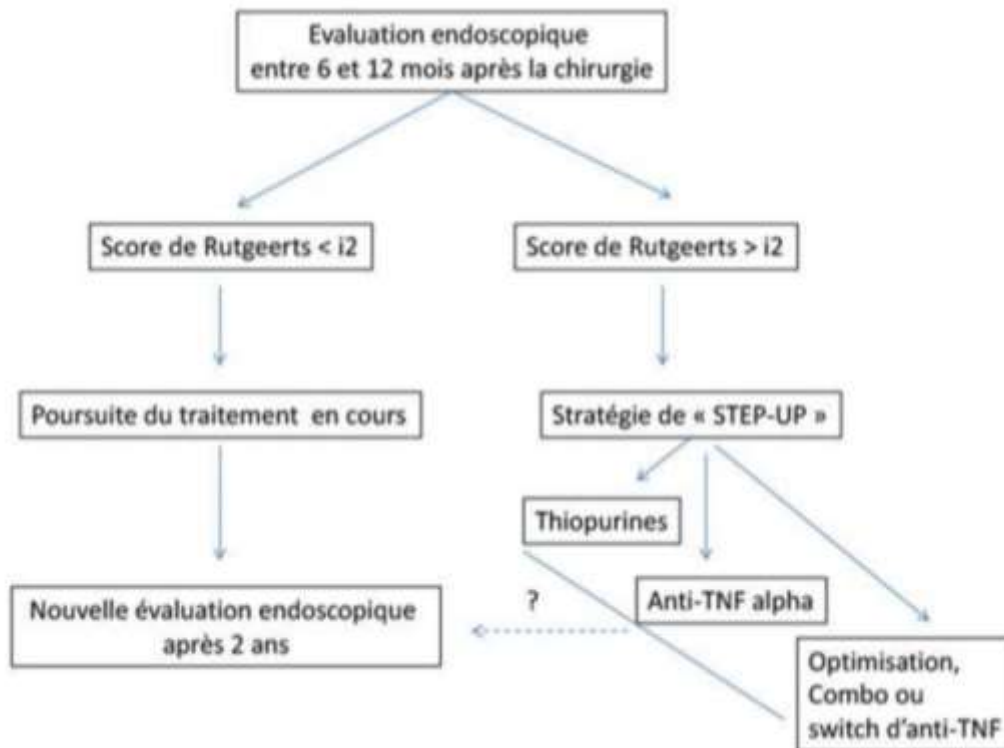 Evaluation endoscopique
entre 6 et 12 mois après la chirurgie
Score de Rutgeerts < i2
Score de Rutgeerts > i2
Poursuite du traitement en cours
Stratégie de « STEP-UP »
Thiopurines
Anti-TNF alpha
?
Nouvelle évaluation endoscopique
après 2 ans
Optimisation,
Combo ou
switch d'anti-TNF